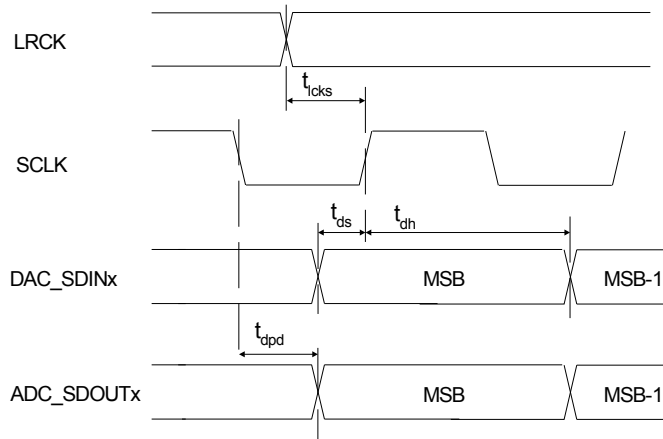 LRCK
t_lcks
SCLK
t_ds t_dh
DAC_SDINx MSB MSB-1
t_dpd
ADC_SDOUTx MSB MSB-1